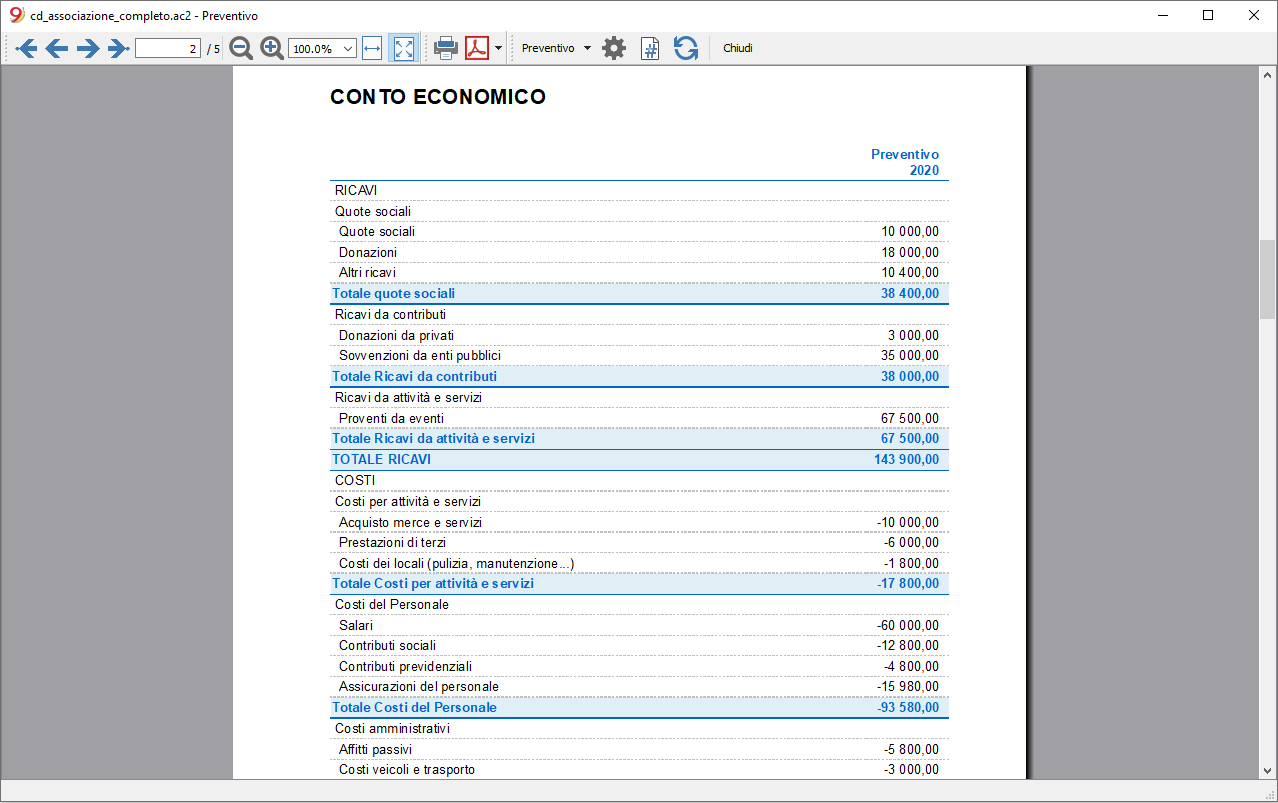 cd_associazione_completo.ac2 - Preventivo
2 / 5 100.0% Preventivo Chiudi
CONTO ECONOMICO
Preventivo
2020
RICAVI
Quote sociali
Quote sociali 10 000,00
Donazioni 18 000,00
Altri ricavi 10 400,00
Totale quote sociali 38 400,00
Ricavi da contributi
Donazioni da privati 3 000,00
Sovvenzioni da enti pubblici 35 000,00
Totale Ricavi da contributi 38 000,00
Ricavi da attività e servizi
Proventi da eventi 67 500,00
Totale Ricavi da attività e servizi 67 500,00
TOTALE RICAVI 143 900,00
COSTI
Costi per attività e servizi
Acquisto merce e servizi -10 000,00
Prestazioni di terzi -6 000,00
Costi dei locali (pulizia, manutenzione...) -1 800,00
Totale Costi per attività e servizi -17 800,00
Costi del Personale
Salari -60 000,00
Contributi sociali -12 800,00
Contributi previdenziali -4 800,00
Assicurazioni del personale -15 980,00
Totale Costi del Personale -93 580,00
Costi amministrativi
Affitti passivi -5 800,00
Costi veicoli e trasporto -3 000,00